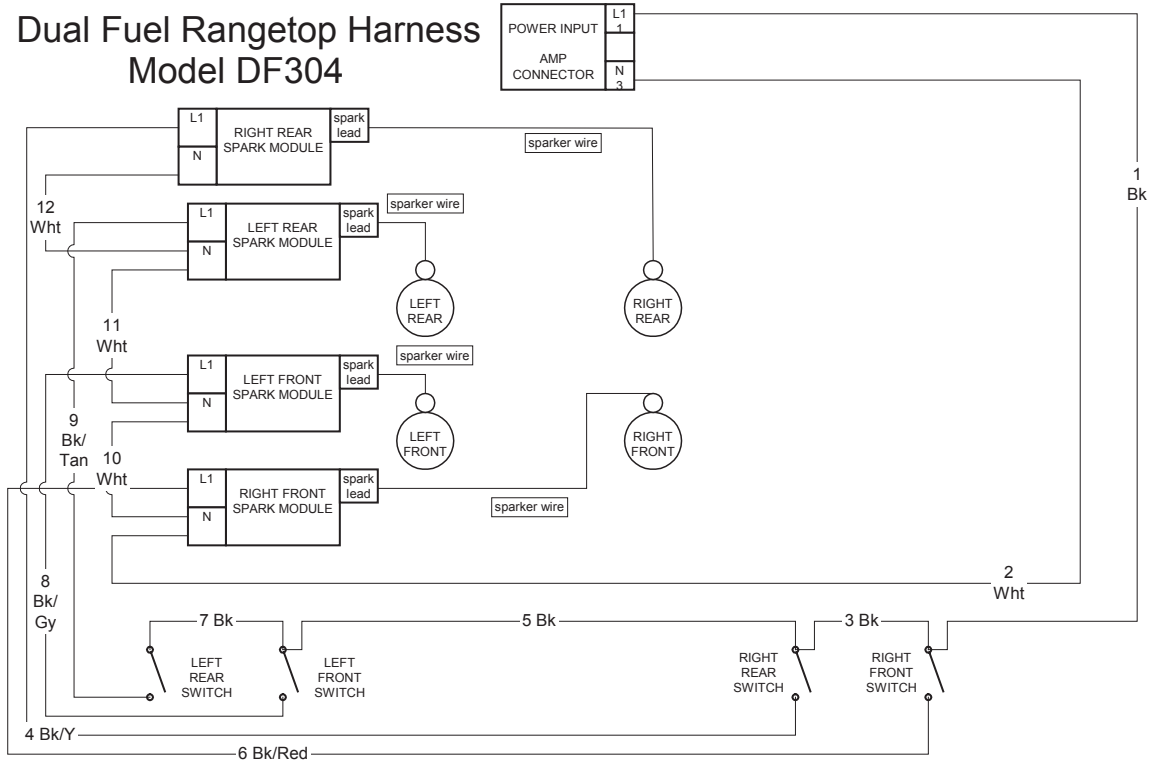 Dual Fuel Rangetop Harness
Model DF304
POWER INPUT
AMP
CONNECTOR
L1
1
N
3
L1
N
RIGHT REAR
SPARK MODULE
spark
lead
sparker wire
1
Bk
12
Wht
L1
N
LEFT REAR
SPARK MODULE
spark
lead
sparker wire
LEFT
REAR
RIGHT
REAR
11
Wht
sparker wire
L1
N
LEFT FRONT
SPARK MODULE
spark
lead
LEFT
FRONT
RIGHT
FRONT
9
Bk/
Tan
10
Wht
L1
N
RIGHT FRONT
SPARK MODULE
spark
lead
sparker wire
8
Bk/
Gy
2
Wht
7 Bk
5 Bk
3 Bk
LEFT
REAR
SWITCH
LEFT
FRONT
SWITCH
RIGHT
REAR
SWITCH
RIGHT
FRONT
SWITCH
4 Bk/Y
6 Bk/Red